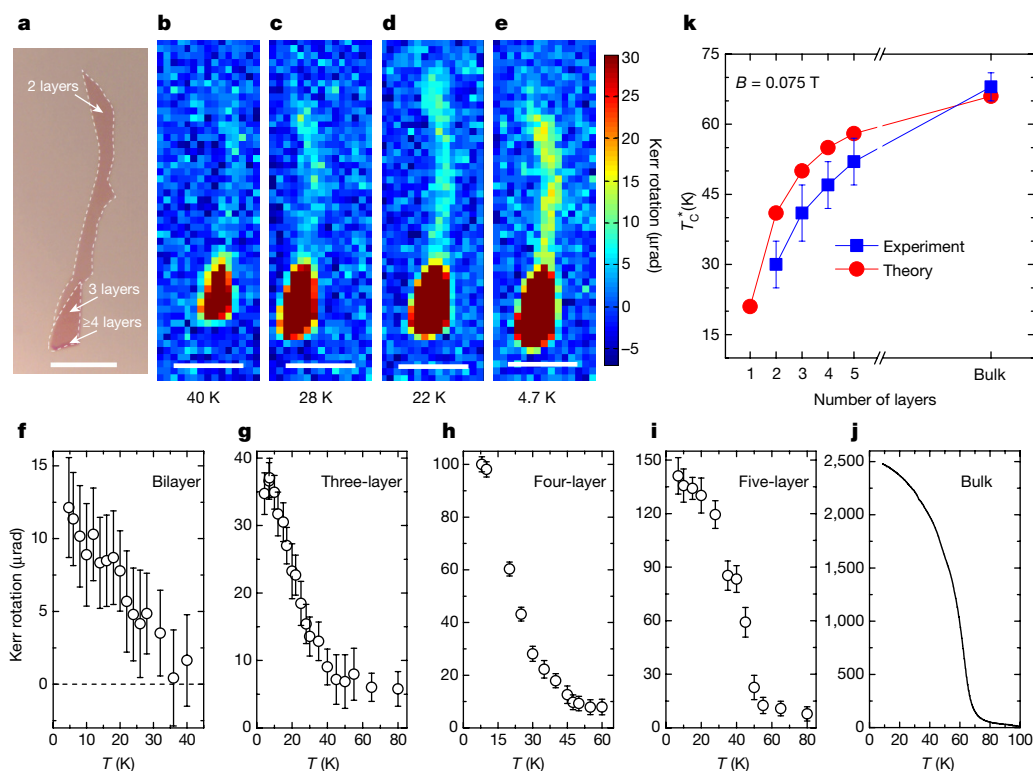 a
b
c
d
e
2 layers
3 layers
≥4 layers
40 K
28 K
22 K
4.7 K
30
25
20
15
10
5
0
–5
Kerr rotation (μrad)
k
B = 0.075 T
75
60
45
30
15
T*C (K)
Experiment
Theory
1 2 3 4 5 Bulk
Number of layers
f
Bilayer
15
10
5
0
Kerr rotation (μrad)
0 10 20 30 40
T (K)
g
Three-layer
40
30
20
10
0
0 20 40 60 80
T (K)
h
Four-layer
100
80
60
40
20
0
0 15 30 45 60
T (K)
i
Five-layer
150
120
90
60
30
0
0 20 40 60 80
T (K)
j
Bulk
2,500
2,000
1,500
1,000
500
0
0 20 40 60 80 100
T (K)